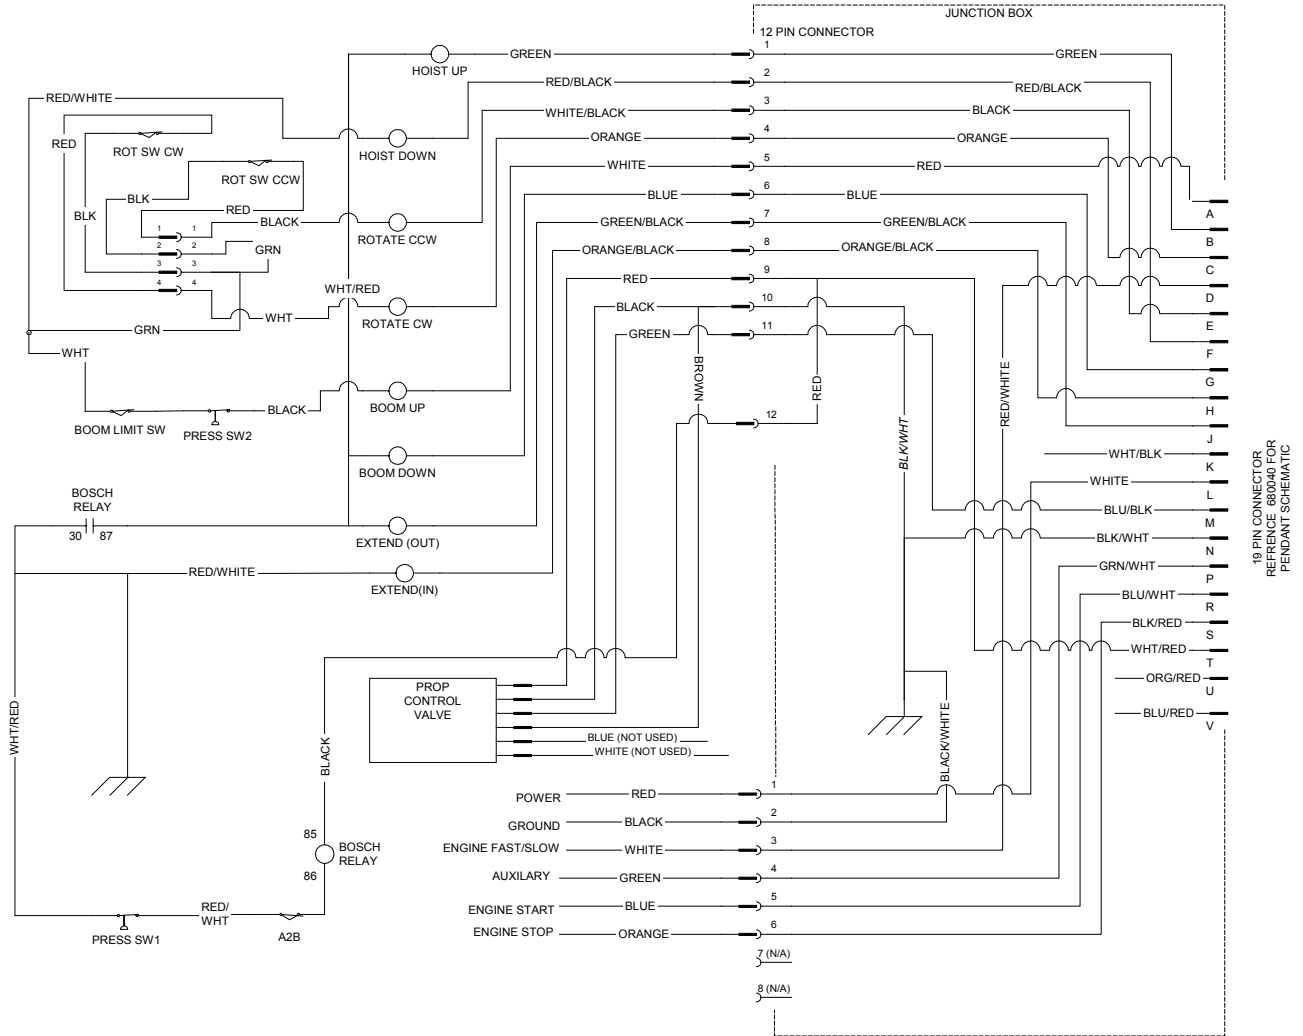 JUNCTION BOX
12 PIN CONNECTOR
1
GREEN
GREEN
HOIST UP
2
RED/BLACK
RED/BLACK
RED/WHITE
3
WHITE/BLACK
BLACK
4
ORANGE
ORANGE
RED
ROT SW CW
HOIST DOWN
5
WHITE
RED
ROT SW CCW
6
BLUE
BLUE
BLK
BLK
RED
BLACK
7
GREEN/BLACK
GREEN/BLACK
A
1
1
ROTATE CCW
8
ORANGE/BLACK
ORANGE/BLACK
B
2
2
GRN
3
3
9
RED
C
4
4
WHT/RED
10
BLACK
D
WHT
ROTATE CW
11
GREEN
E
GRN
WHT
F
BROWN
RED
RED/WHITE
G
BLACK
BOOM UP
12
H
BOOM LIMIT SW
PRESS SW2
BLK/WHT
J
WHT/BLK
BOOM DOWN
K
WHITE
BOSCH
RELAY
L
BLU/BLK
30
87
EXTEND (OUT)
M
BLK/WHT
N
RED/WHITE
GRN/WHT
EXTEND(IN)
P
BLU/WHT
R
BLK/RED
S
WHT/RED
T
ORG/RED
U
BLU/RED
V
19 PIN CONNECTOR
REFRENCE 680040 FOR
PENDANT SCHEMATIC
PROP
CONTROL
VALVE
BLUE (NOT USED)
WHITE (NOT USED)
WHT/RED
BLACK
BLACK/WHITE
POWER
RED
1
GROUND
BLACK
2
85
BOSCH
RELAY
86
ENGINE FAST/SLOW
WHITE
3
AUXILARY
GREEN
4
ENGINE START
BLUE
5
RED/
WHT
PRESS SW1
A2B
ENGINE STOP
ORANGE
6
7 (N/A)
8 (N/A)